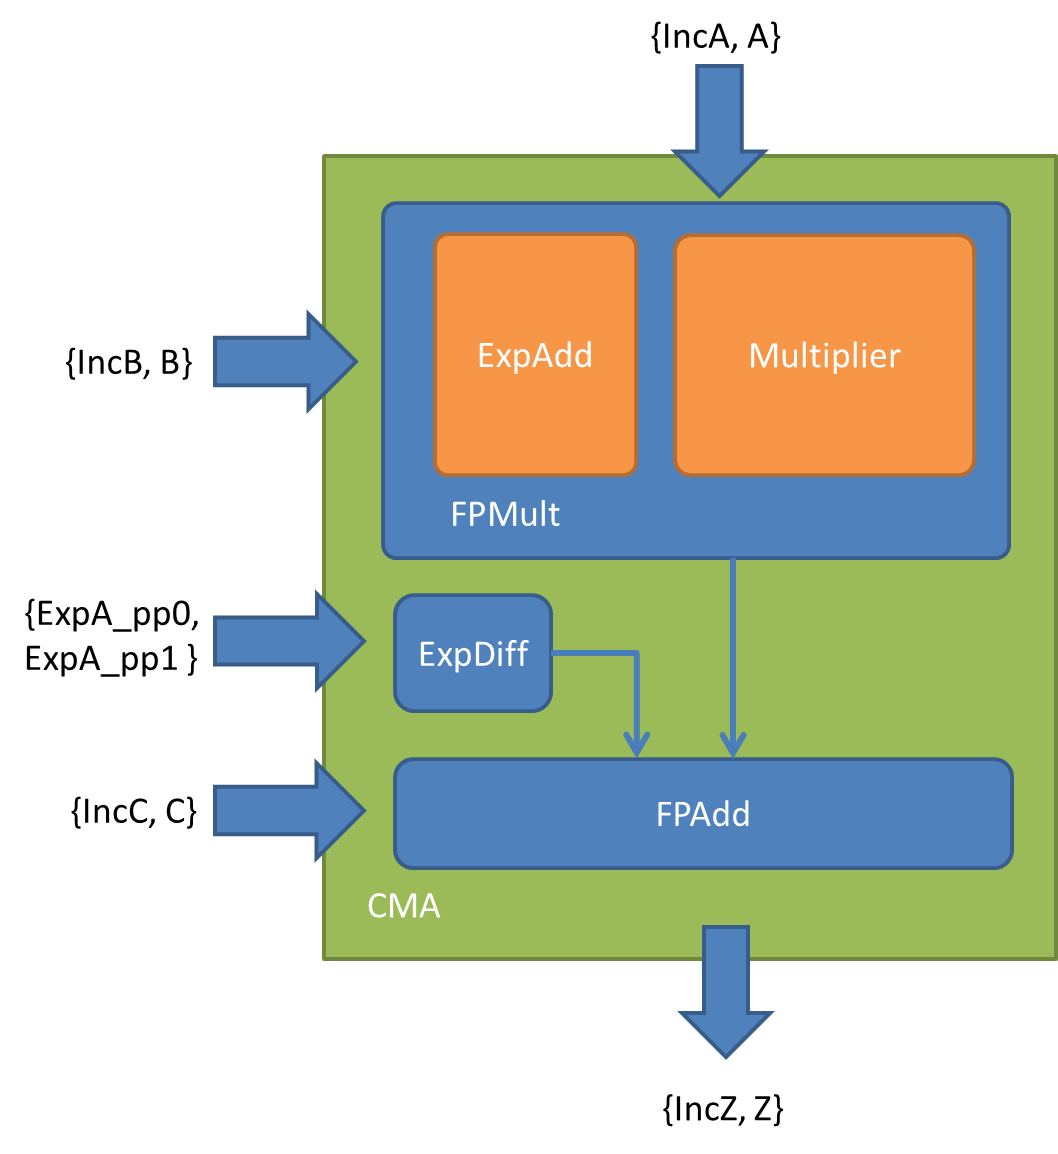 {IncA, A}
ExpAdd
Multiplier
{IncB, B}
FPMult
{ExpA_pp0,
ExpA_pp1 }
ExpDiff
{IncC, C}
FPAdd
CMA
{IncZ, Z}